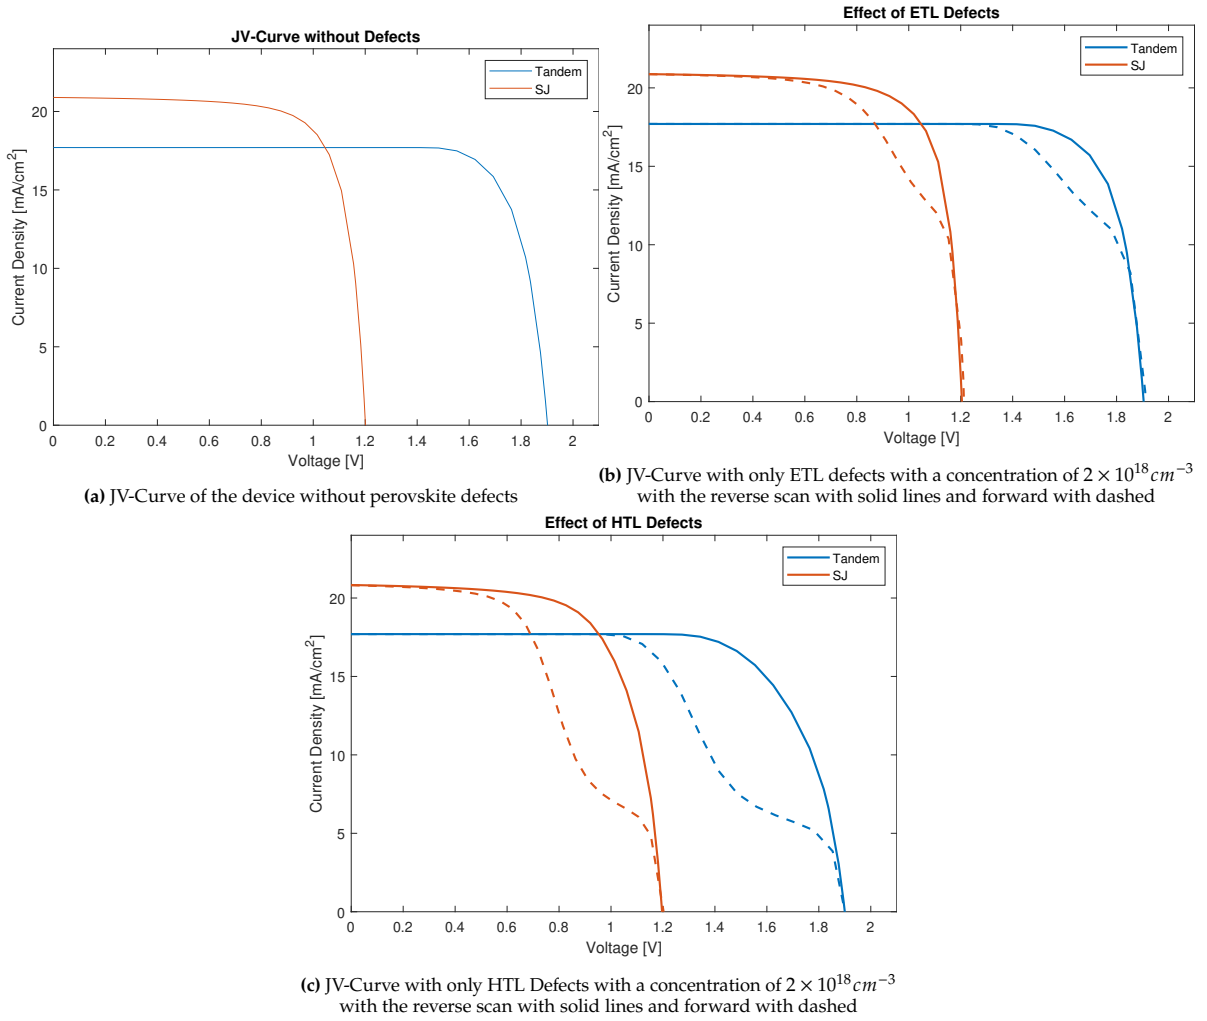 JV-Curve without Defects
Tandem
SJ
20
15
10
5
0
Current Density [mA/cm²]
0 0.2 0.4 0.6 0.8 1 1.2 1.4 1.6 1.8 2
Voltage [V]
(a) JV-Curve of the device without perovskite defects
Effect of ETL Defects
Tandem
SJ
20
15
10
5
0
Current Density [mA/cm²]
0 0.2 0.4 0.6 0.8 1 1.2 1.4 1.6 1.8 2
Voltage [V]
(b) JV-Curve with only ETL defects with a concentration of 2 × 10¹⁸cm⁻³
with the reverse scan with solid lines and forward with dashed
Effect of HTL Defects
Tandem
SJ
20
15
10
5
0
Current Density [mA/cm²]
0 0.2 0.4 0.6 0.8 1 1.2 1.4 1.6 1.8 2
Voltage [V]
(c) JV-Curve with only HTL Defects with a concentration of 2 × 10¹⁸cm⁻³
with the reverse scan with solid lines and forward with dashed